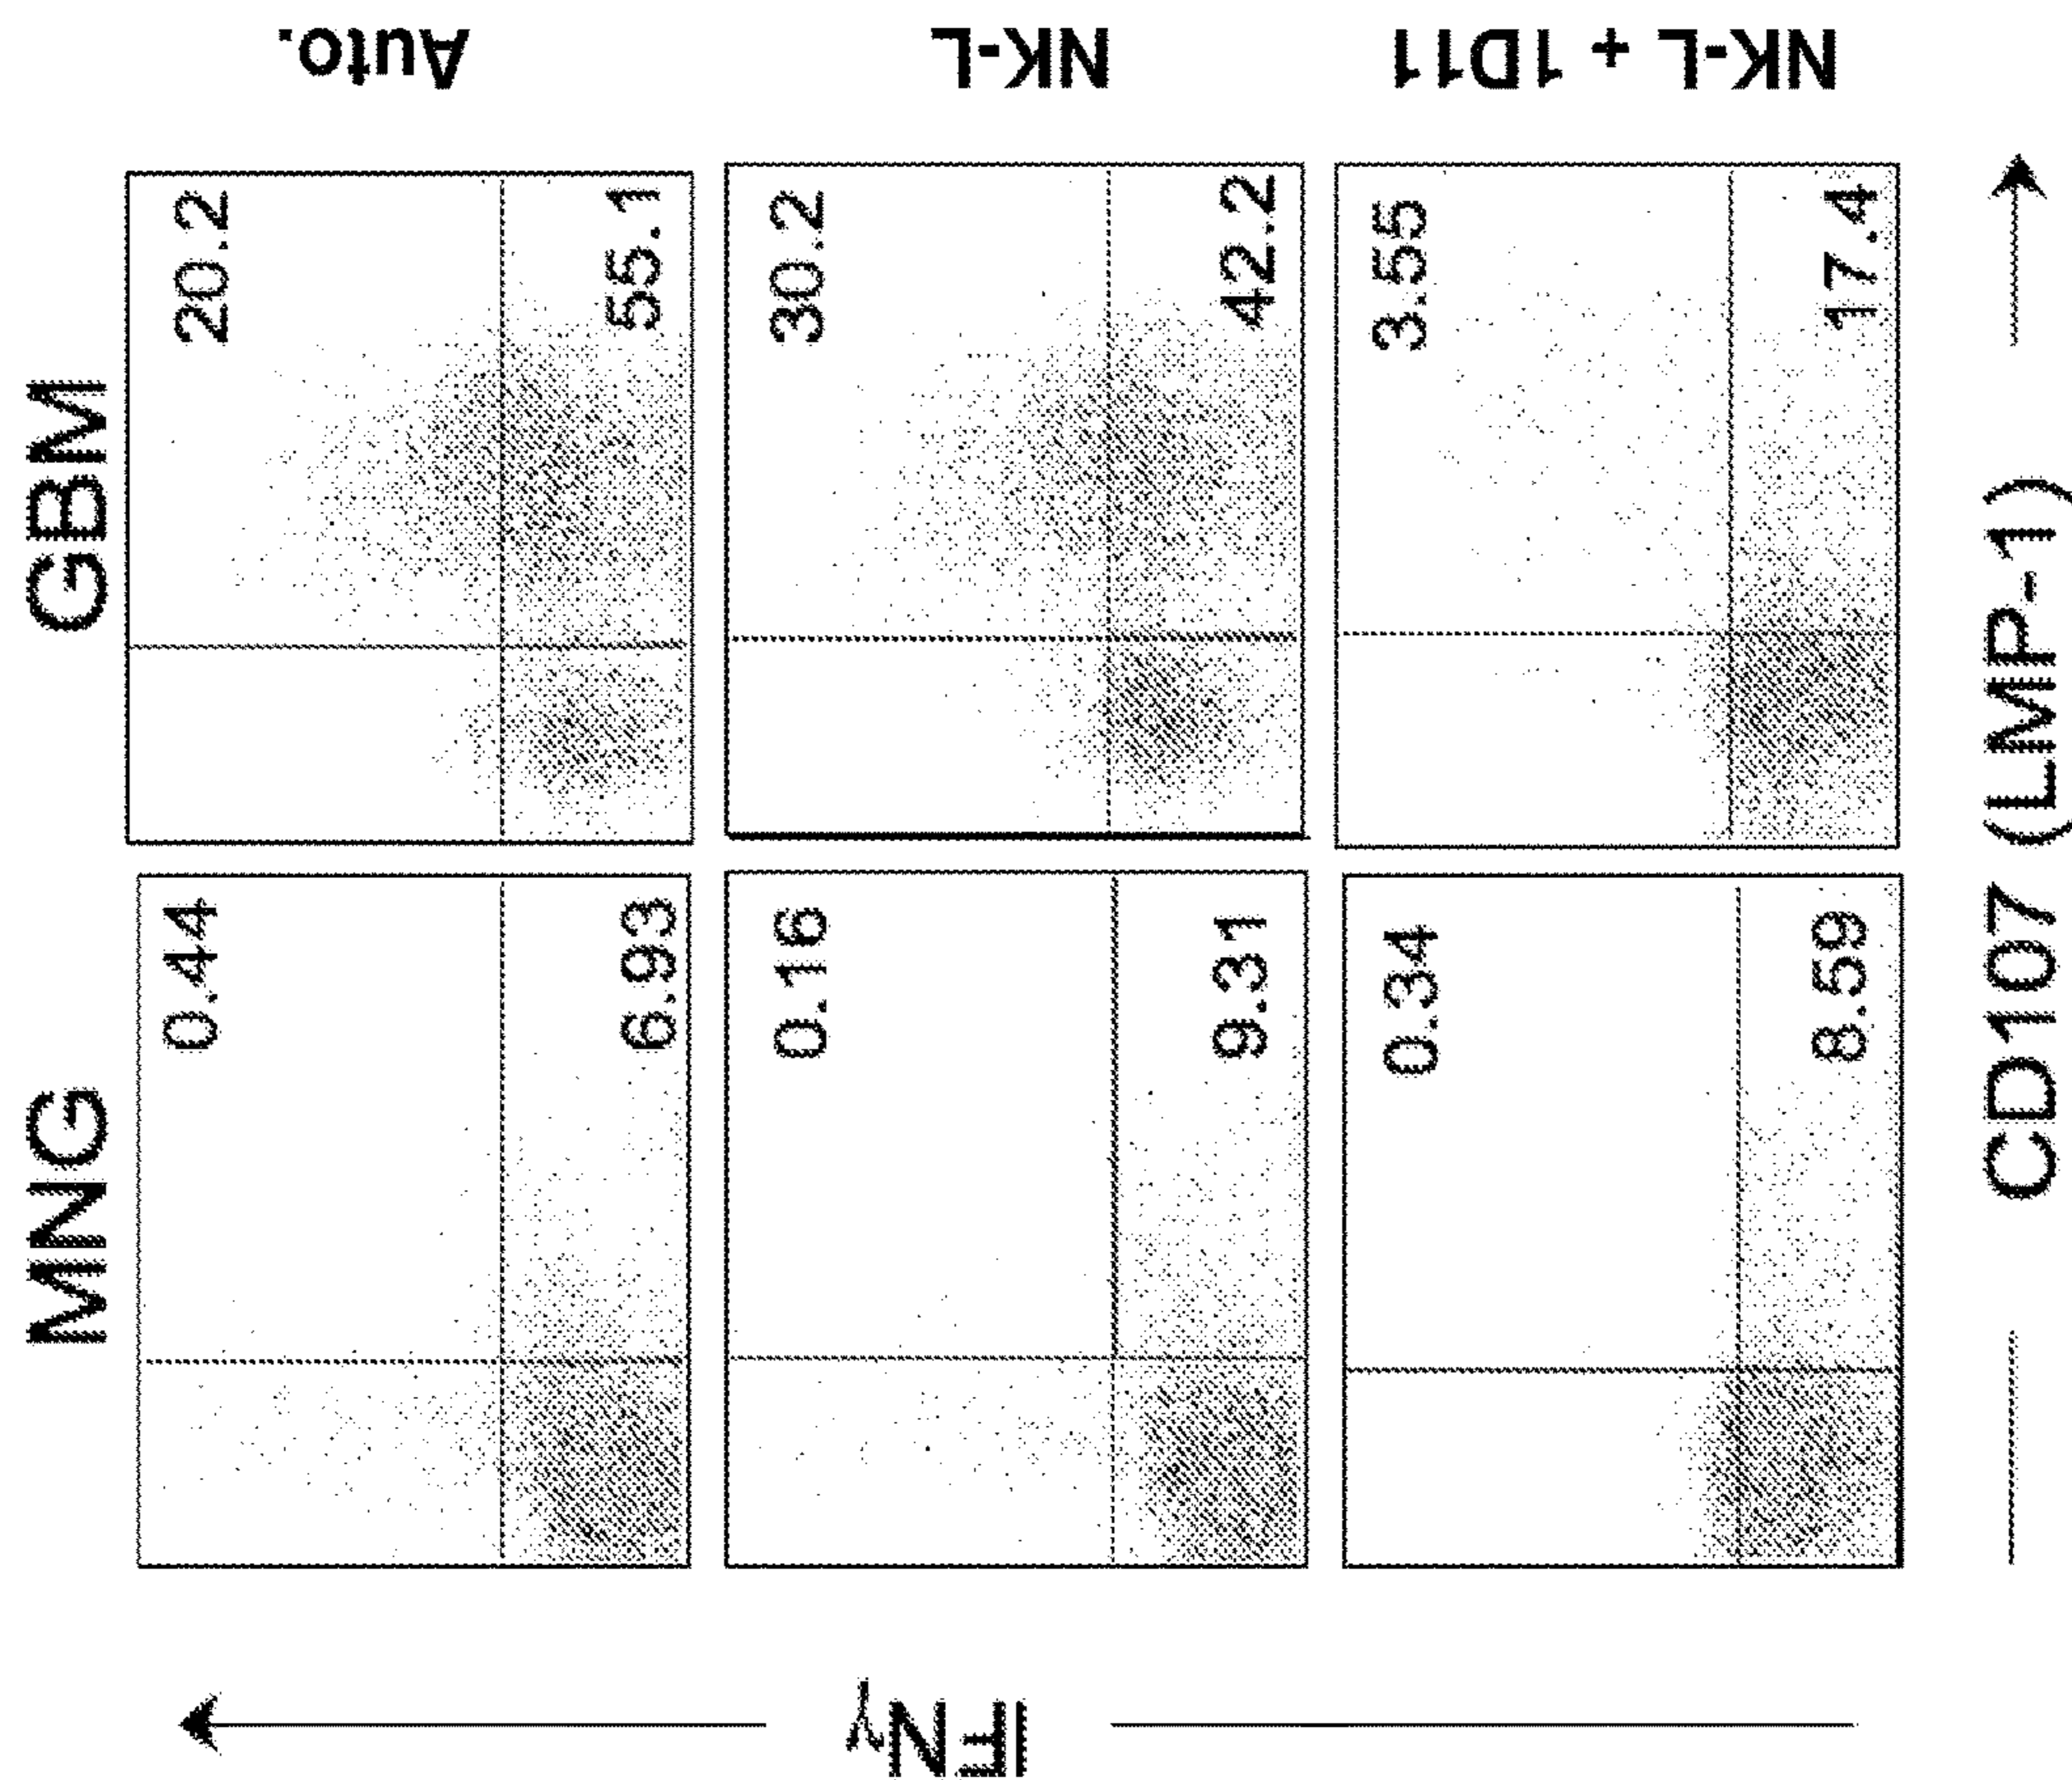 MNG GBM
0.44 20.2 Auto.
6.93 55.1
0.16 30.2 NK-L
9.31 42.2
0.34 3.55 NK-L + 1D11
8.59 17.4
IFNγ
CD107 (LMP-1)